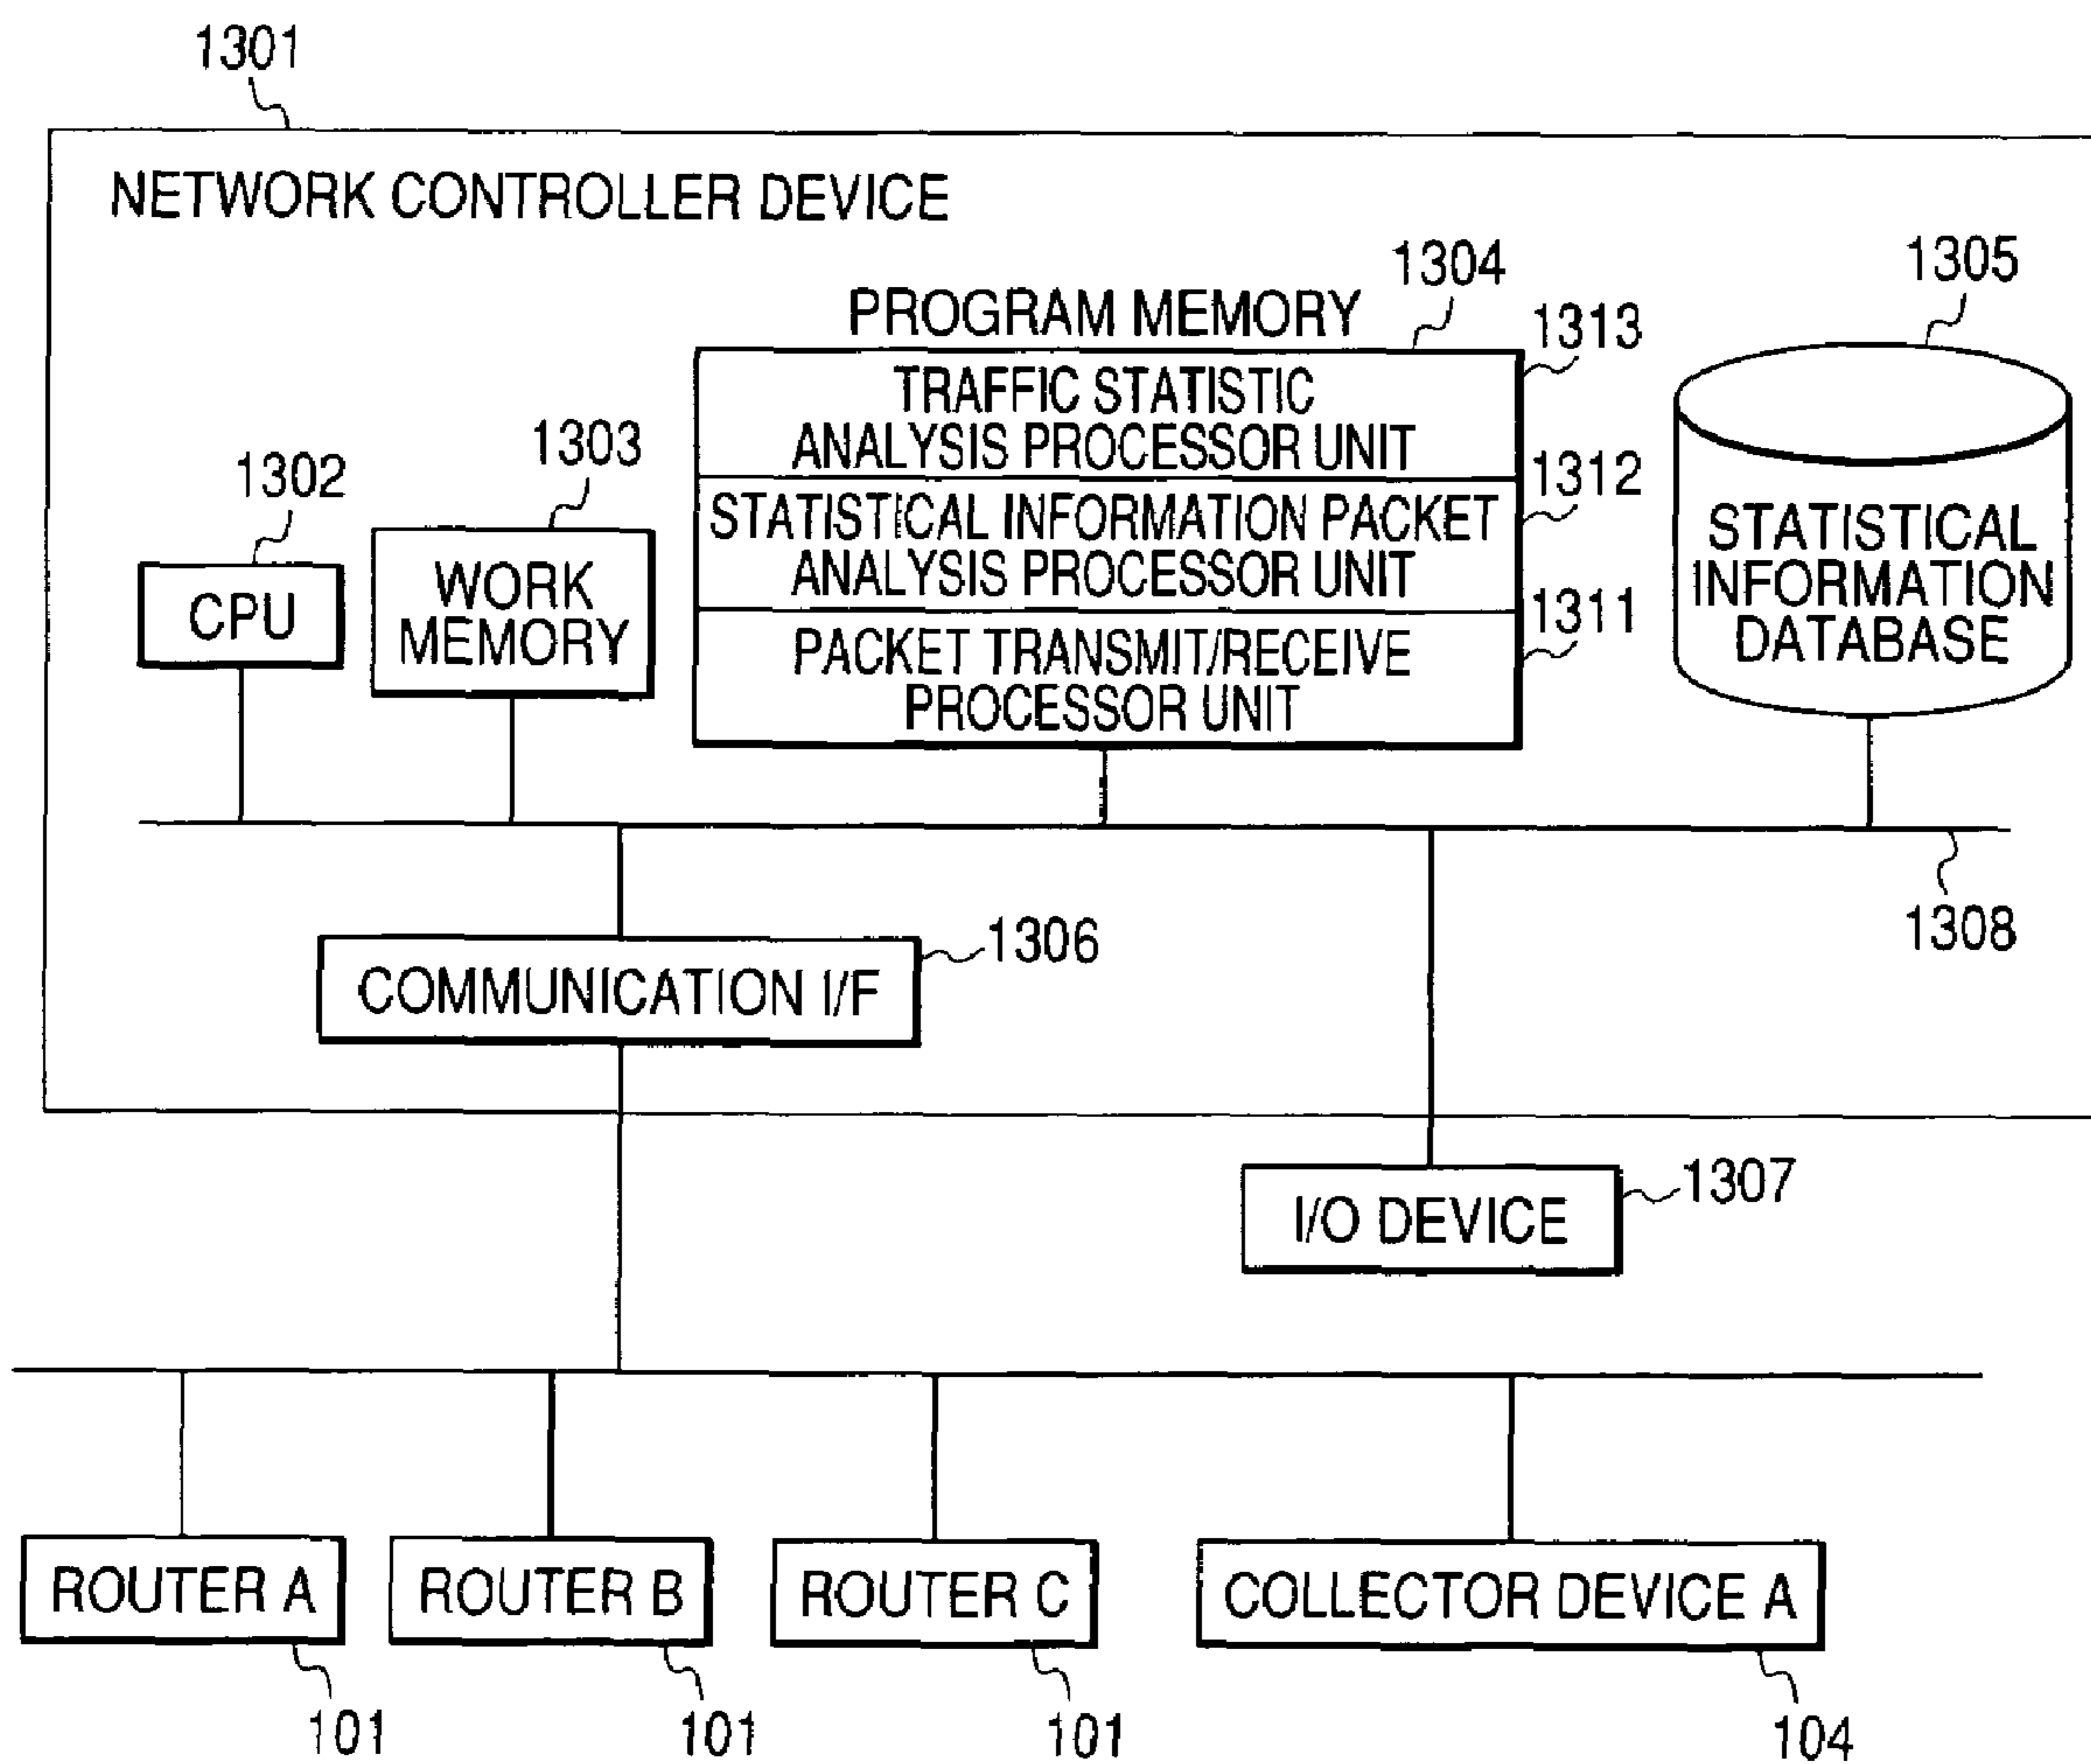 1301
NETWORK CONTROLLER DEVICE
1304
1305
PROGRAM MEMORY
1313
TRAFFIC STATISTIC
ANALYSIS PROCESSOR UNIT
1303
1302
1312
STATISTICAL INFORMATION PACKET
ANALYSIS PROCESSOR UNIT
STATISTICAL
INFORMATION
DATABASE
WORK
MEMORY
CPU
1311
PACKET TRANSMIT/RECEIVE
PROCESSOR UNIT
1308
1306
COMMUNICATION I/F
1307
I/O DEVICE
ROUTER A
ROUTER B
ROUTER C
COLLECTOR DEVICE A
101
101
101
104